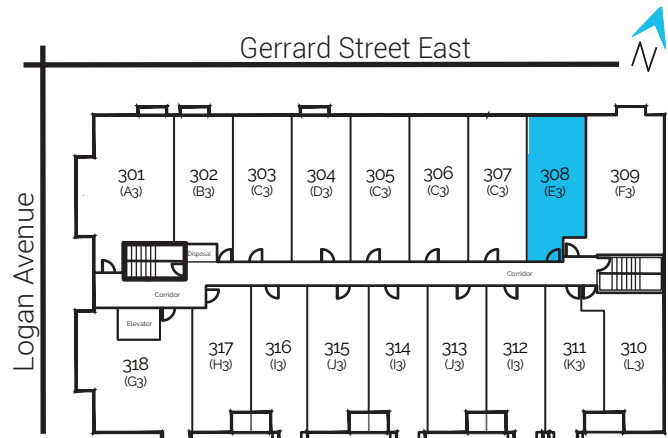 Gerrard Street East
N
Logan Avenue
301
(A3)
302
(B3)
303
(C3)
304
(D3)
305
(C3)
306
(C3)
307
(C3)
308
(E3)
309
(F3)
Disposal
Corridor
Corridor
Elevator
318
(G3)
317
(H3)
316
(I3)
315
(J3)
314
(I3)
313
(J3)
312
(I3)
311
(K3)
310
(L3)